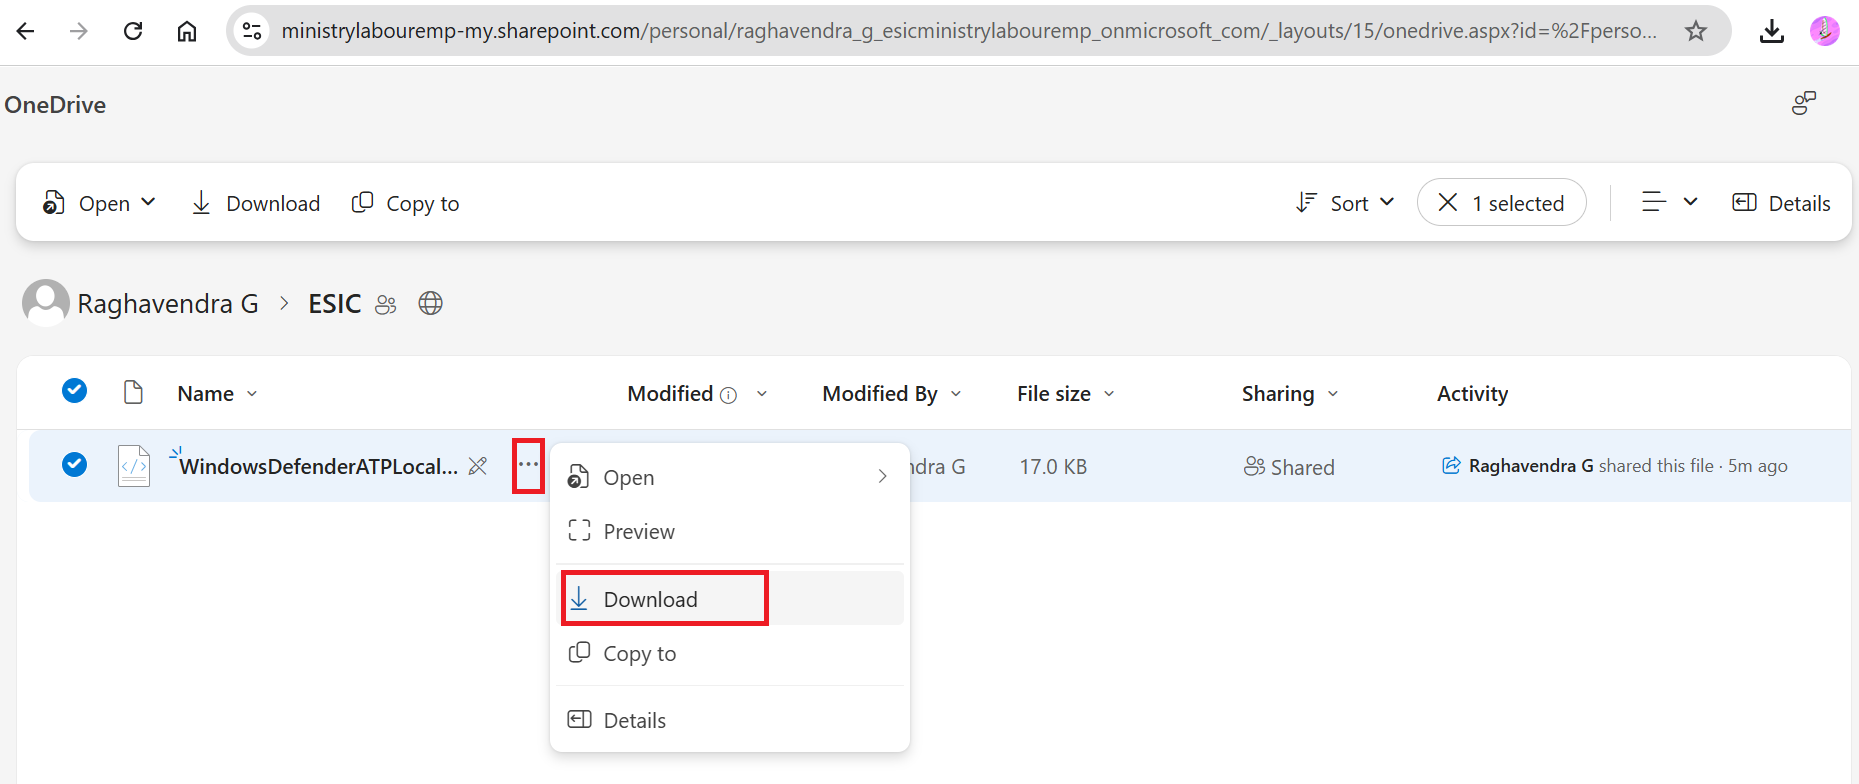 ministrylabouremp-my.sharepoint.com/personal/raghavendra_g_esicministrylabouremp_onmicrosoft_com/_layouts/15/onedrive.aspx?id=%2Fperso...
OneDrive
Open Download Copy to Sort 1 selected Details
Raghavendra G > ESIC
Name Modified Modified By File size Sharing Activity
WindowsDefenderATPLocal... ... ndra G 17.0 KB Shared Raghavendra G shared this file · 5m ago
Open
Preview
Download
Copy to
Details